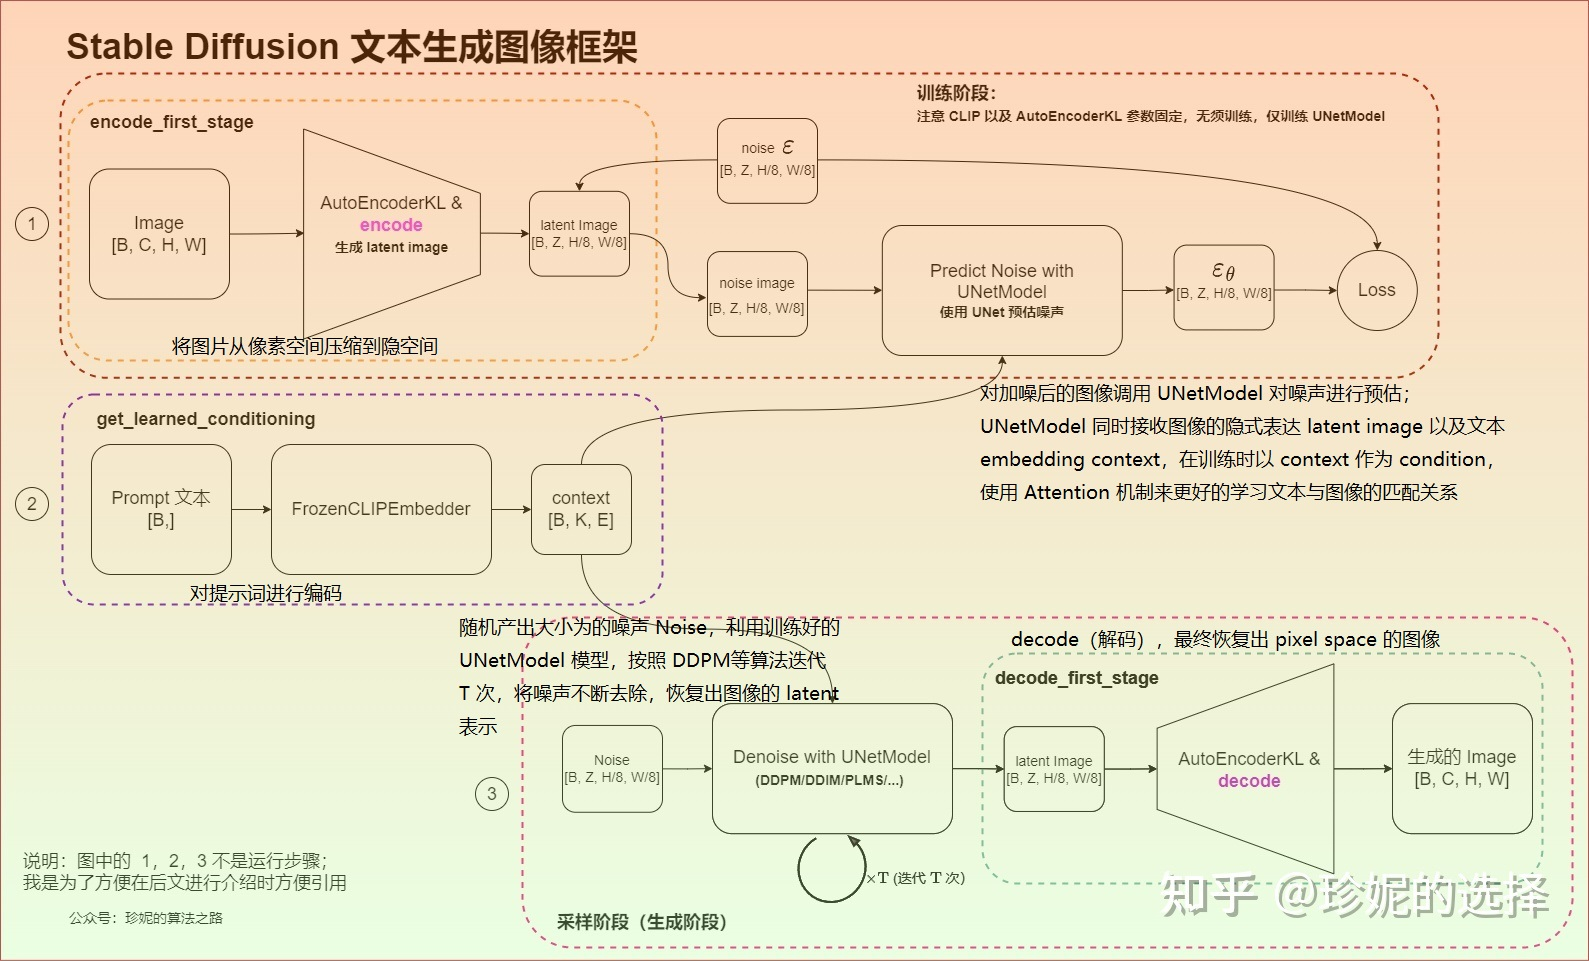 Stable Diffusion 文本生成图像框架
训练阶段：
注意 CLIP 以及 AutoEncoderKL 参数固定，无须训练，仅训练 UNetModel
encode_first_stage
1
Image
[B, C, H, W]
AutoEncoderKL &
encode
生成 latent image
latent Image
[B, Z, H/8, W/8]
noise ε
[B, Z, H/8, W/8]
noise image
[B, Z, H/8, W/8]
Predict Noise with
UNetModel
使用 UNet 预估噪声
εθ
[B, Z, H/8, W/8]
Loss
将图片从像素空间压缩到隐空间
对加噪后的图像调用 UNetModel 对噪声进行预估；
UNetModel 同时接收图像的隐式表达 latent image 以及文本
embedding context，在训练时以 context 作为 condition，
使用 Attention 机制来更好的学习文本与图像的匹配关系
get_learned_conditioning
2
Prompt 文本
[B,]
FrozenCLIPEmbedder
context
[B, K, E]
对提示词进行编码
随机产出大小为的噪声 Noise，利用训练好的
UNetModel 模型，按照 DDPM等算法迭代
T 次，将噪声不断去除，恢复出图像的 latent
表示
decode（解码），最终恢复出 pixel space 的图像
decode_first_stage
3
Noise
[B, Z, H/8, W/8]
Denoise with UNetModel
(DDPM/DDIM/PLMS/...)
×T (迭代 T 次)
latent Image
[B, Z, H/8, W/8]
AutoEncoderKL &
decode
生成的 Image
[B, C, H, W]
采样阶段（生成阶段）
说明：图中的 1，2，3 不是运行步骤；
我是为了方便在后文进行介绍时方便引用
公众号：珍妮的算法之路
知乎 @珍妮的选择